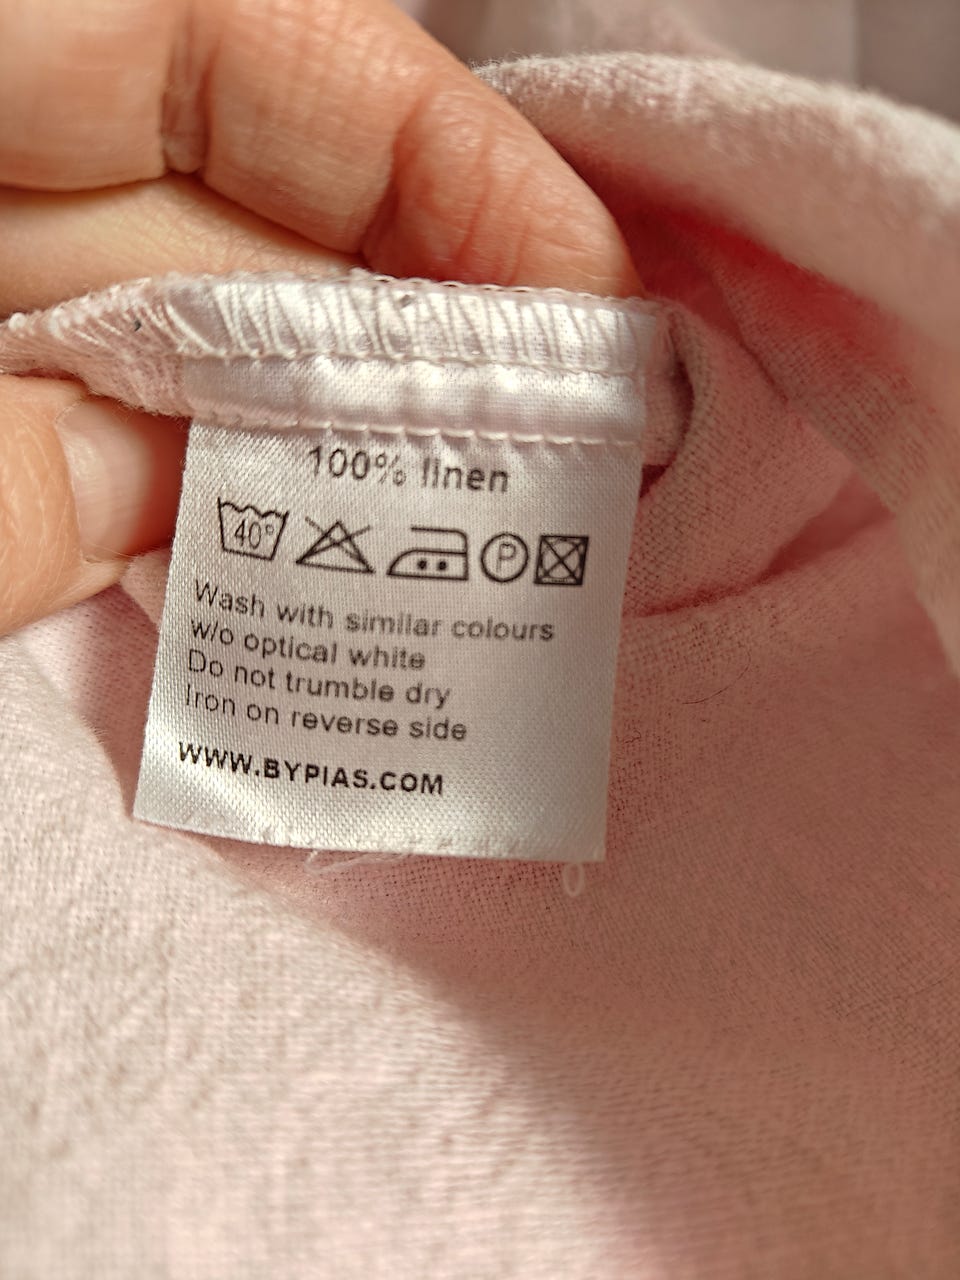 100% linen
40° P
Wash with similar colours
w/o optical white
Do not trumble dry
Iron on reverse side
WWW.BYPIAS.COM